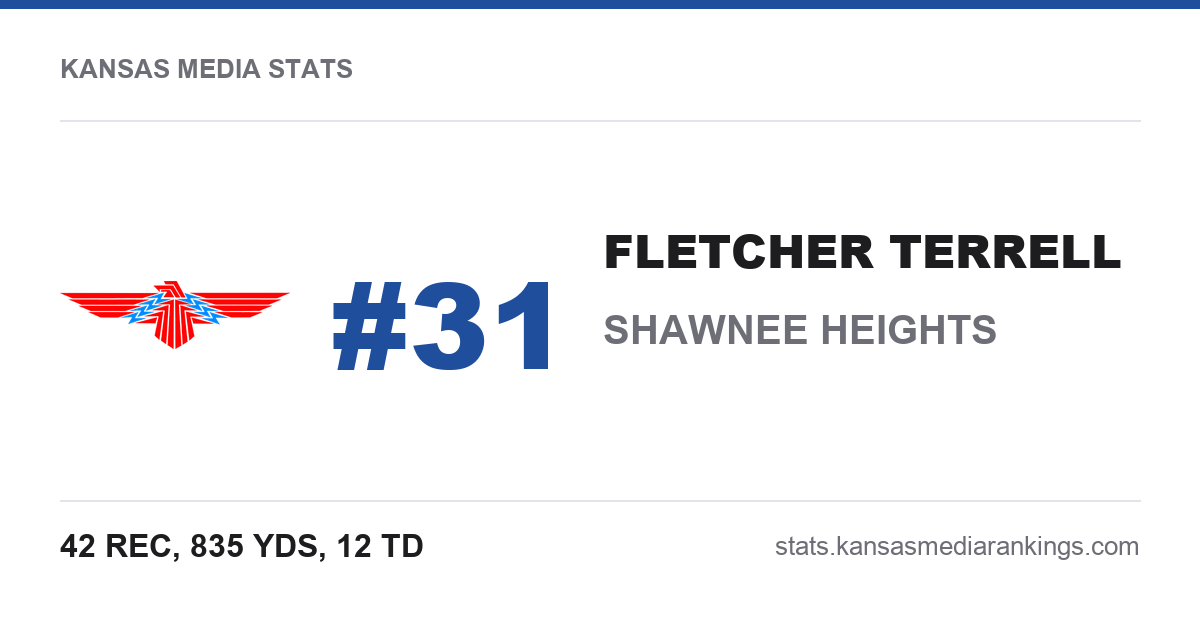 KANSAS MEDIA STATS
#31
FLETCHER TERRELL
SHAWNEE HEIGHTS
42 REC, 835 YDS, 12 TD
stats.kansasmediarankings.com